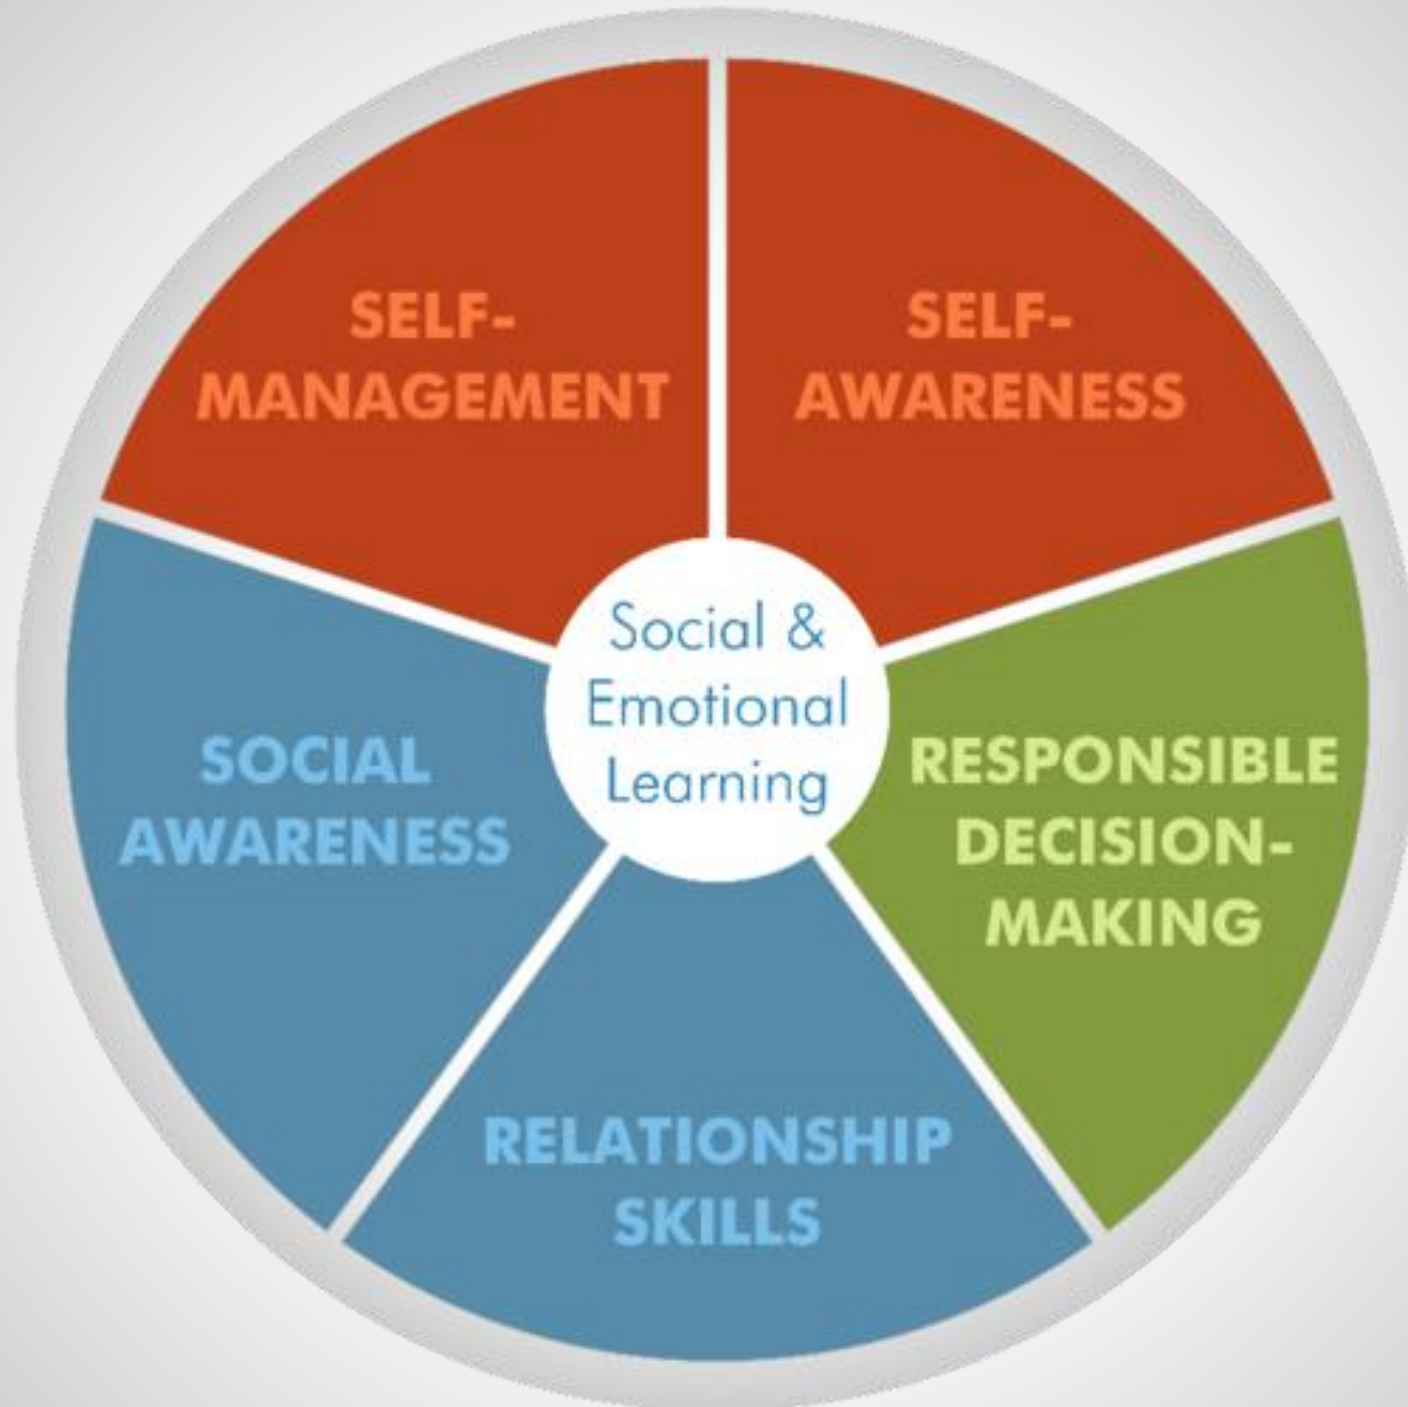 SELF-
MANAGEMENT
SELF-
AWARENESS
Social &
Emotional
Learning
SOCIAL
AWARENESS
RESPONSIBLE
DECISION-
MAKING
RELATIONSHIP
SKILLS